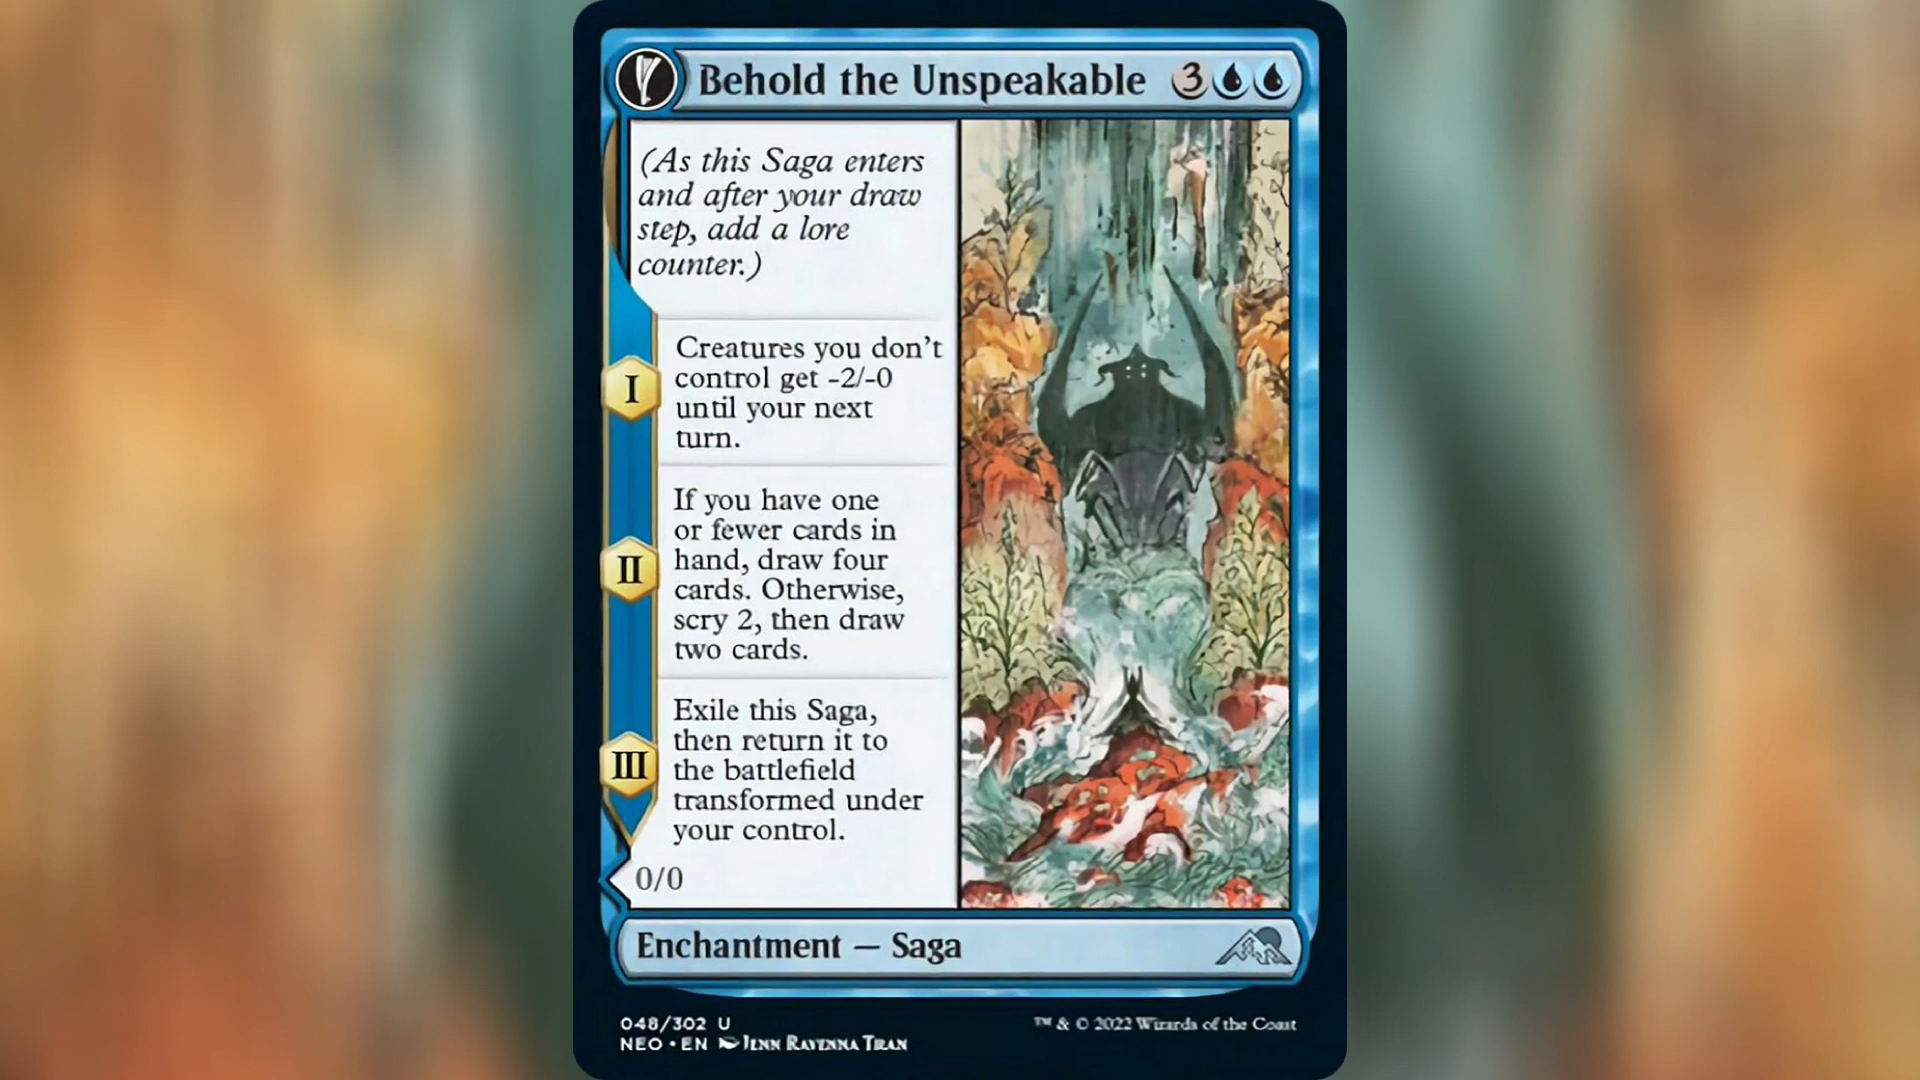 Behold the Unspeakable 3
(As this Saga enters
and after your draw
step, add a lore
counter.)
I
Creatures you don't
control get -2/-0
until your next
turn.
II
If you have one
or fewer cards in
hand, draw four
cards. Otherwise,
scry 2, then draw
two cards.
III
Exile this Saga,
then return it to
the battlefield
transformed under
your control.
0/0
Enchantment — Saga
048/302 U
NEO • EN Jenn Ravenna Tran
™ & © 2022 Wizards of the Coast